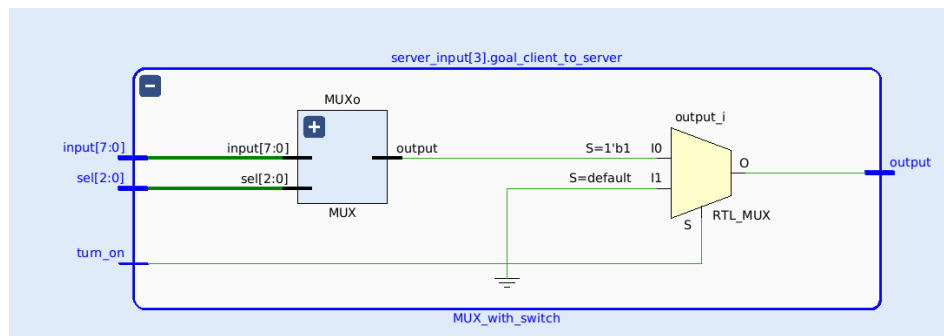 server_input[3].goal_client_to_server
MUXo
output_i
input[7:0]
input[7:0]
output
S=1'b1
I0
O
output
sel[2:0]
sel[2:0]
S=default
I1
MUX
S
RTL_MUX
turn_on
MUX_with_switch